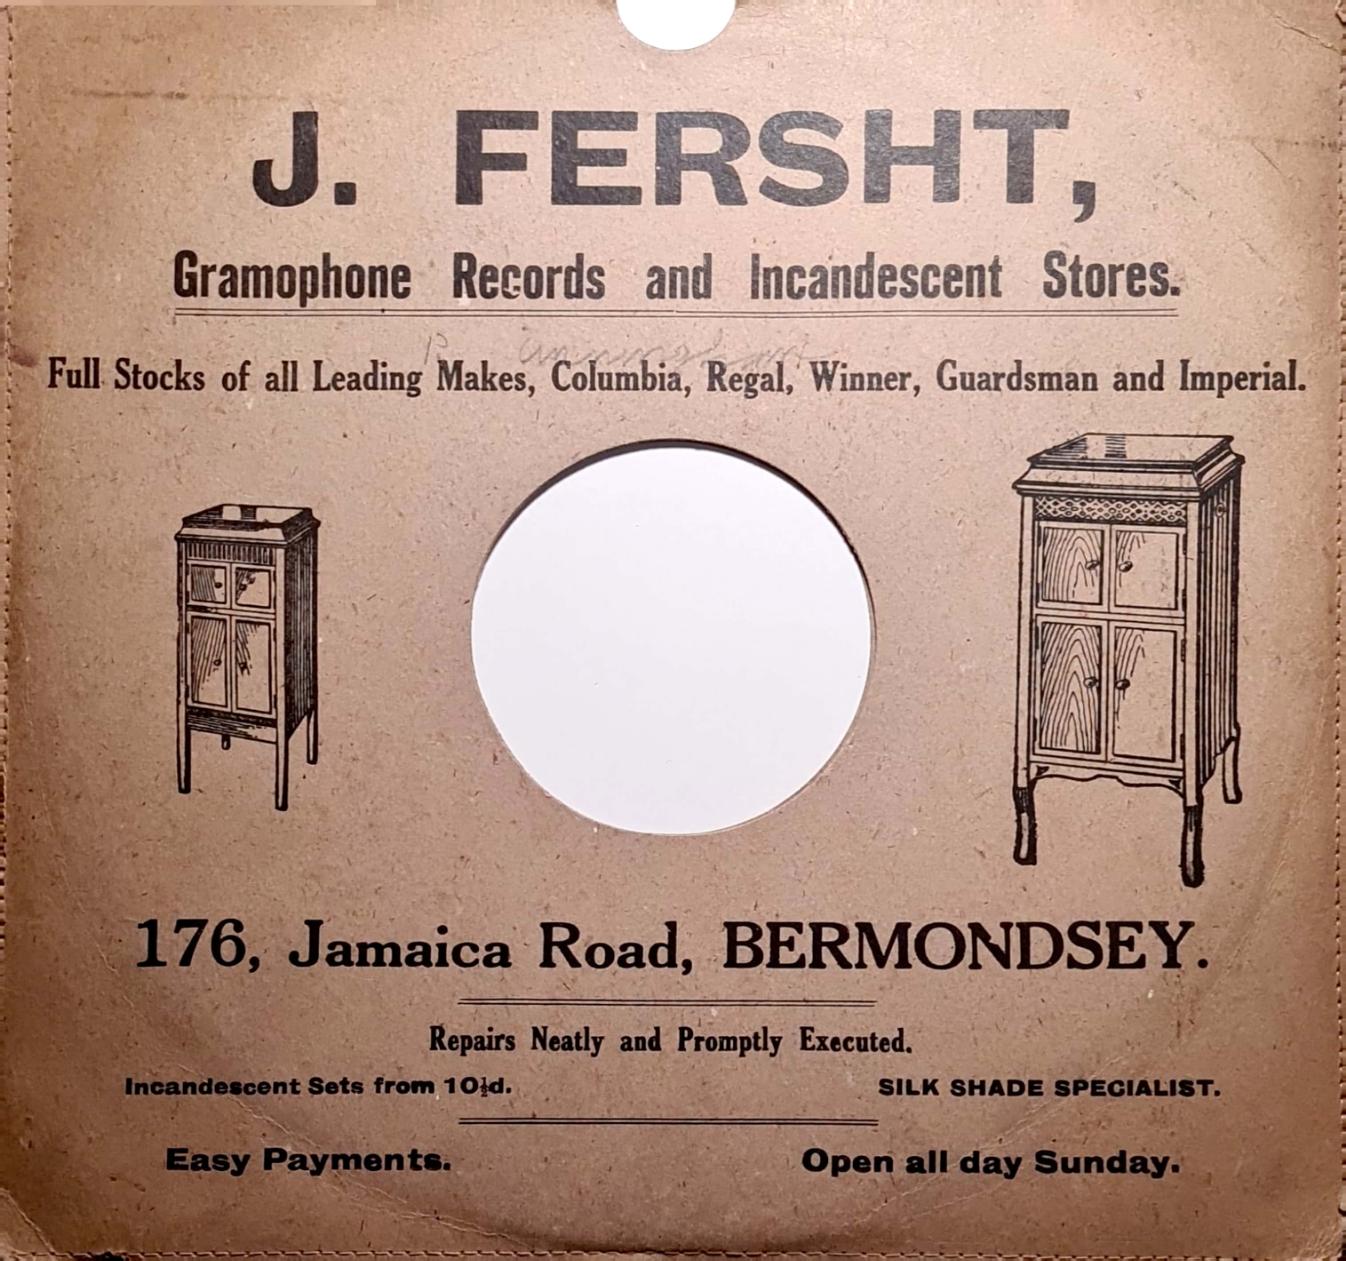 J. FERSHT,
Gramophone Records and Incandescent Stores.
Full Stocks of all Leading Makes, Columbia, Regal, Winner, Guardsman and Imperial.
176, Jamaica Road, BERMONDSEY.
Repairs Neatly and Promptly Executed.
Incandescent Sets from 10½d. SILK SHADE SPECIALIST.
Easy Payments. Open all day Sunday.